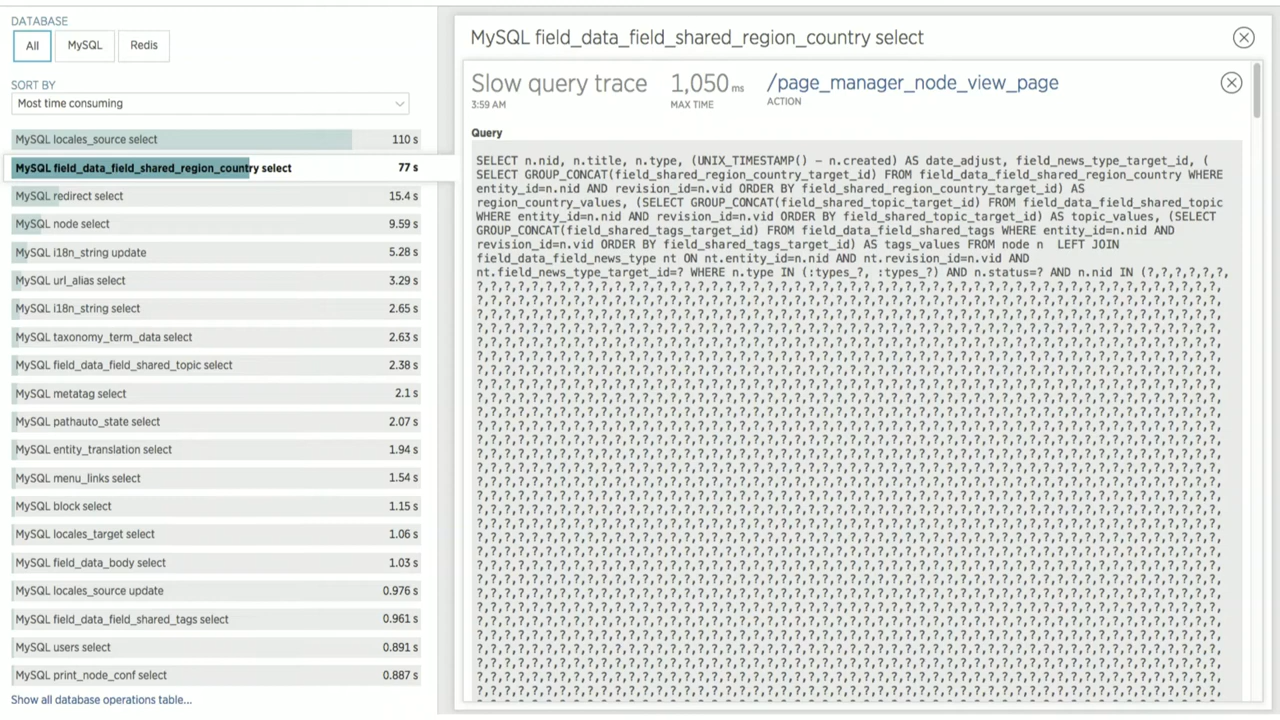 DATABASE
All
MySQL
Redis
SORT BY
Most time consuming
MySQL locales_source select 110 s
MySQL field_data_field_shared_region_country select 77 s
MySQL redirect select 15.4 s
MySQL node select 9.59 s
MySQL i18n_string update 5.28 s
MySQL url_alias select 3.29 s
MySQL i18n_string select 2.65 s
MySQL taxonomy_term_data select 2.63 s
MySQL field_data_field_shared_topic select 2.38 s
MySQL metatag select 2.1 s
MySQL pathauto_state select 2.07 s
MySQL entity_translation select 1.94 s
MySQL menu_links select 1.54 s
MySQL block select 1.15 s
MySQL locales_target select 1.06 s
MySQL field_data_body select 1.03 s
MySQL locales_source update 0.976 s
MySQL field_data_field_shared_tags select 0.961 s
MySQL users select 0.891 s
MySQL print_node_conf select 0.887 s
Show all database operations table...
MySQL field_data_field_shared_region_country select
Slow query trace 1,050 ms /page_manager_node_view_page
3:59 AM MAX TIME ACTION
Query
SELECT n.nid, n.title, n.type, (UNIX_TIMESTAMP() – n.created) AS date_adjust, field_news_type_target_id, (
SELECT GROUP_CONCAT(field_shared_region_country_target_id) FROM field_data_field_shared_region_country WHERE
entity_id=n.nid AND revision_id=n.vid ORDER BY field_shared_region_country_target_id) AS
region_country_values, (SELECT GROUP_CONCAT(field_shared_topic_target_id) FROM field_data_field_shared_topic
WHERE entity_id=n.nid AND revision_id=n.vid ORDER BY field_shared_topic_target_id) AS topic_values, (SELECT
GROUP_CONCAT(field_shared_tags_target_id) FROM field_data_field_shared_tags WHERE entity_id=n.nid AND
revision_id=n.vid ORDER BY field_shared_tags_target_id) AS tags_values FROM node n LEFT JOIN
field_data_field_news_type nt ON nt.entity_id=n.nid AND nt.revision_id=n.vid AND
nt.field_news_type_target_id=? WHERE n.type IN (:types_?, :types_?) AND n.status=? AND n.nid IN (?,?,?,?,?,?,
?,?,?,?,?,?,?,?,?,?,?,?,?,?,?,?,?,?,?,?,?,?,?,?,?,?,?,?,?,?,?,?,?,?,?,?,?,?,?,?,?,?,?,?,?,?,?,?,?,?,?,?,?,?,